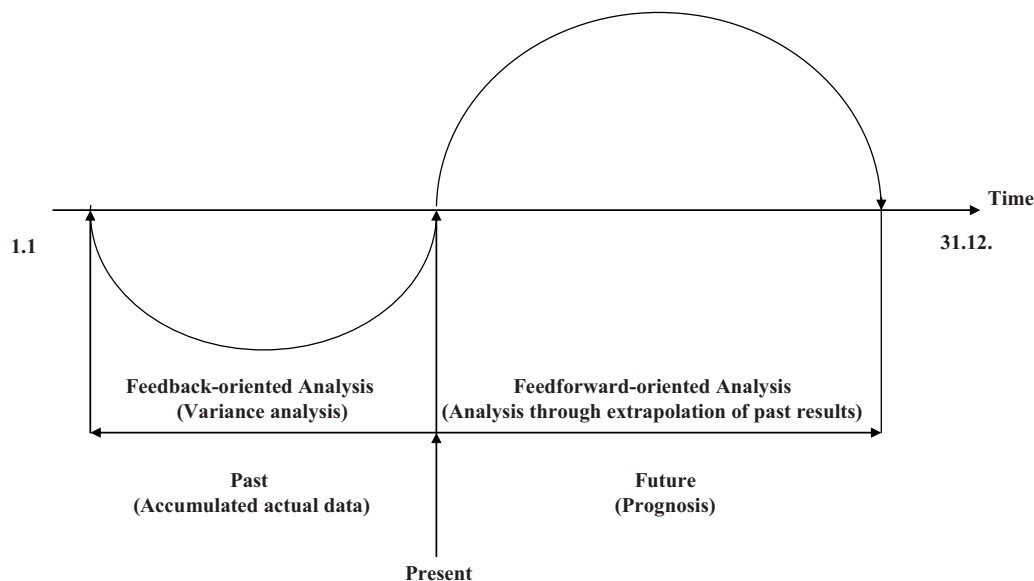 Time
1.1
31.12.
Feedback-oriented Analysis
(Variance analysis)
Feedforward-oriented Analysis
(Analysis through extrapolation of past results)
Past
(Accumulated actual data)
Future
(Prognosis)
Present